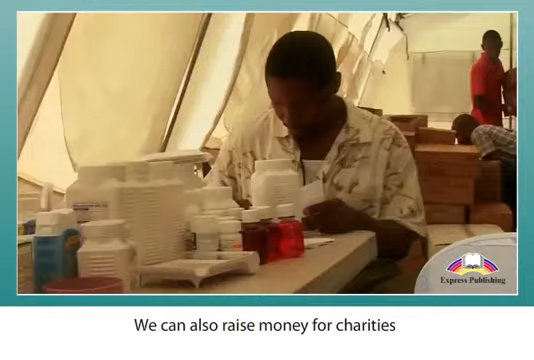 Express Publishing
We can also raise money for charities